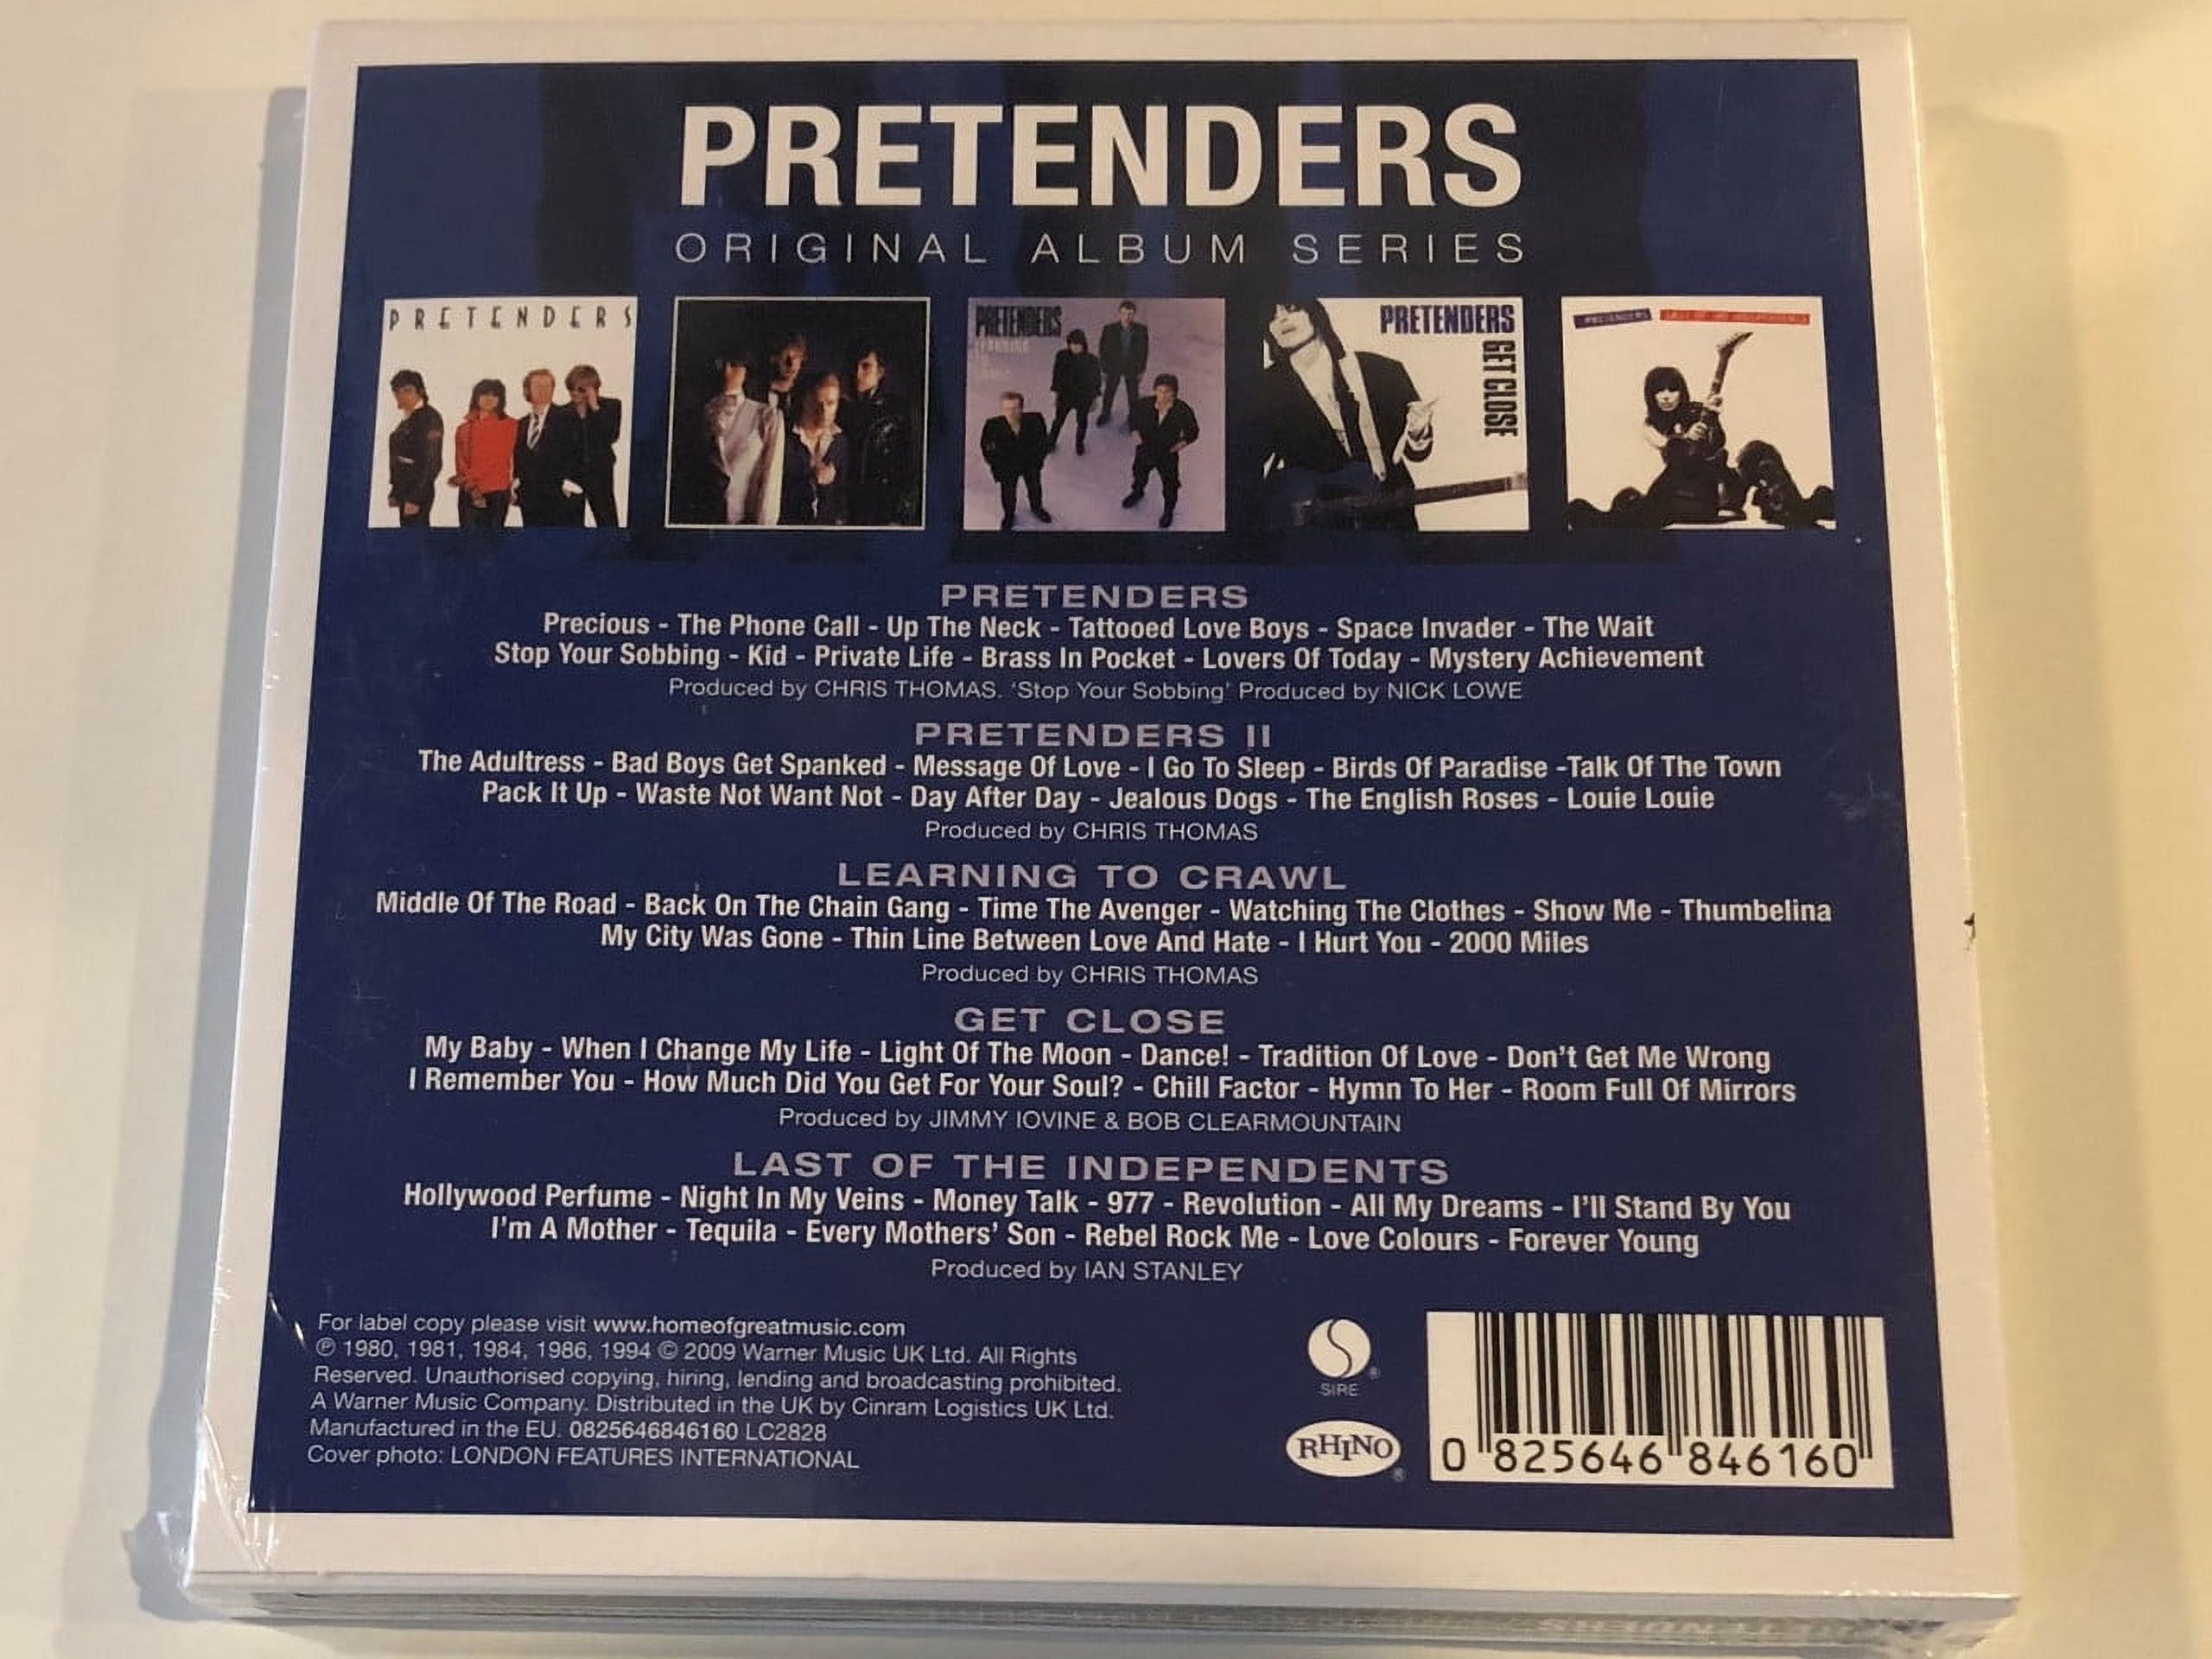 PRETENDERS
ORIGINAL ALBUM SERIES
PRETENDERS
PRETENDERS
LEARNING
PRETENDERS
GET CLOSE
PRETENDERS LAST OF THE INDEPENDENTS
PRETENDERS
Precious - The Phone Call - Up The Neck - Tattooed Love Boys - Space Invader - The Wait
Stop Your Sobbing - Kid - Private Life - Brass In Pocket - Lovers Of Today - Mystery Achievement
Produced by CHRIS THOMAS. 'Stop Your Sobbing' Produced by NICK LOWE
PRETENDERS II
The Adultress - Bad Boys Get Spanked - Message Of Love - I Go To Sleep - Birds Of Paradise -Talk Of The Town
Pack It Up - Waste Not Want Not - Day After Day - Jealous Dogs - The English Roses - Louie Louie
Produced by CHRIS THOMAS
LEARNING TO CRAWL
Middle Of The Road - Back On The Chain Gang - Time The Avenger - Watching The Clothes - Show Me - Thumbelina
My City Was Gone - Thin Line Between Love And Hate - I Hurt You - 2000 Miles
Produced by CHRIS THOMAS
GET CLOSE
My Baby - When I Change My Life - Light Of The Moon - Dance! - Tradition Of Love - Don't Get Me Wrong
I Remember You - How Much Did You Get For Your Soul? - Chill Factor - Hymn To Her - Room Full Of Mirrors
Produced by JIMMY IOVINE & BOB CLEARMOUNTAIN
LAST OF THE INDEPENDENTS
Hollywood Perfume - Night In My Veins - Money Talk - 977 - Revolution - All My Dreams - I'll Stand By You
I'm A Mother - Tequila - Every Mothers' Son - Rebel Rock Me - Love Colours - Forever Young
Produced by IAN STANLEY
For label copy please visit www.homeofgreatmusic.com
℗ 1980, 1981, 1984, 1986, 1994 © 2009 Warner Music UK Ltd. All Rights
Reserved. Unauthorised copying, hiring, lending and broadcasting prohibited.
A Warner Music Company. Distributed in the UK by Cinram Logistics UK Ltd.
Manufactured in the EU. 0825646846160 LC2828
Cover photo: LONDON FEATURES INTERNATIONAL
SIRE ®
RHINO ®
0 825646 846160